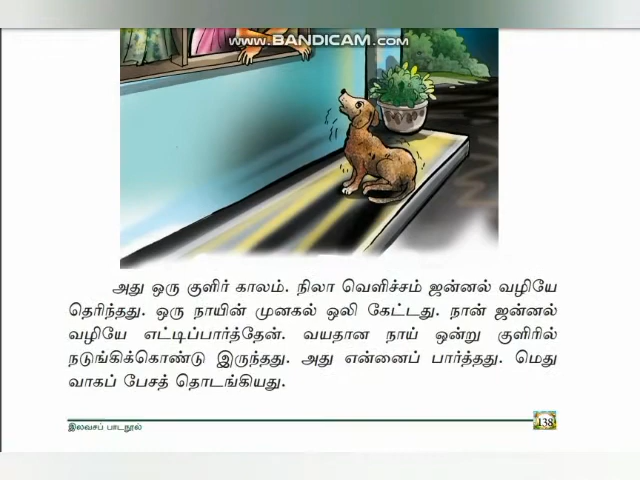 www.BANDICAM.com
அது ஒரு குளிர் காலம். நிலா வெளிச்சம் ஜன்னல் வழியே
தெரிந்தது. ஒரு நாயின் முனகல் ஒலி கேட்டது. நான் ஜன்னல்
வழியே எட்டிப்பார்த்தேன். வயதான நாய் ஒன்று குளிரில்
நடுங்கிக்கொண்டு இருந்தது. அது என்னைப் பார்த்தது. மெது
வாகப் பேசத் தொடங்கியது.
இலவசப் பாடநூல்
138